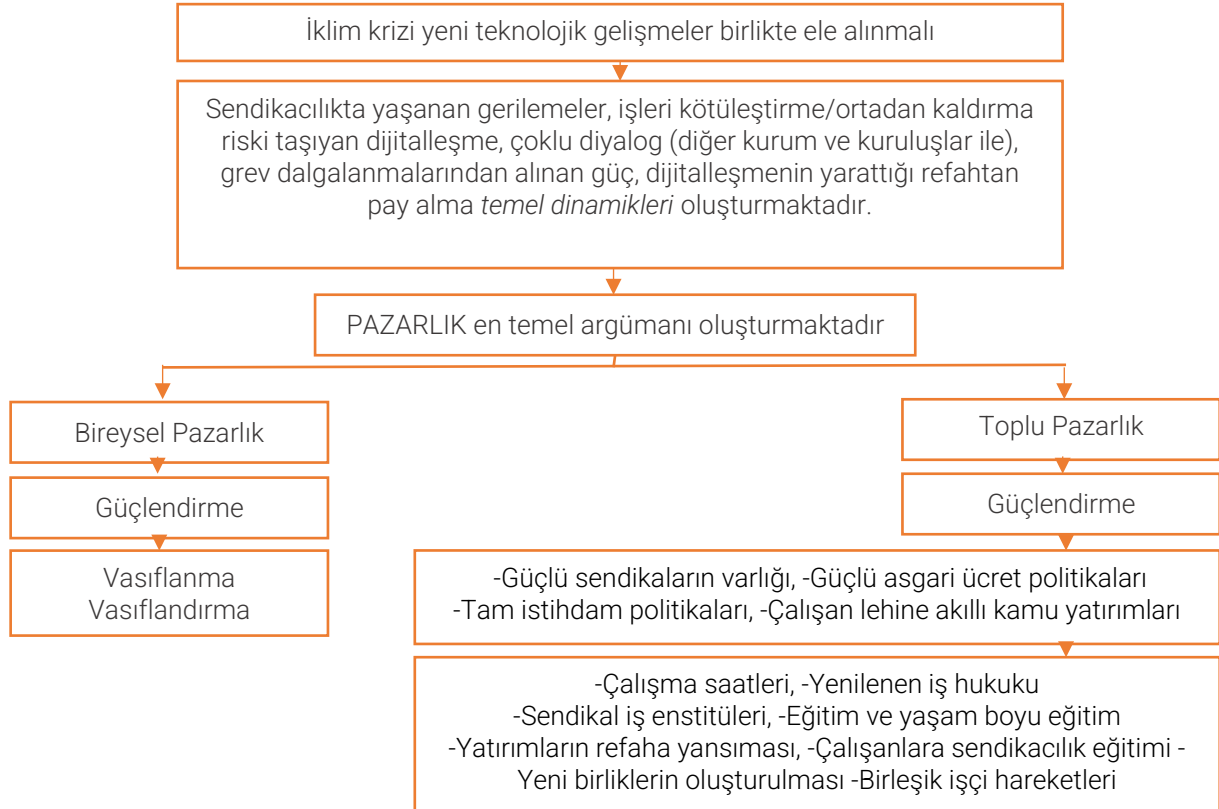 İklim krizi yeni teknolojik gelişmeler birlikte ele alınmalı
Sendikacılıkta yaşanan gerilemeler, işleri kötüleştirme/ortadan kaldırma
riski taşıyan dijitalleşme, çoklu diyalog (diğer kurum ve kuruluşlar ile),
grev dalgalanmalarından alınan güç, dijitalleşmenin yarattığı refahtan
pay alma temel dinamikleri oluşturmaktadır.
PAZARLIK en temel argümanı oluşturmaktadır
Bireysel Pazarlık
Güçlendirme
Vasıflanma
Vasıflandırma
Toplu Pazarlık
Güçlendirme
-Güçlü sendikaların varlığı, -Güçlü asgari ücret politikaları
-Tam istihdam politikaları, -Çalışan lehine akıllı kamu yatırımları
-Çalışma saatleri, -Yenilenen iş hukuku
-Sendikal iş enstitüleri, -Eğitim ve yaşam boyu eğitim
-Yatırımların refaha yansıması, -Çalışanlara sendikacılık eğitimi -
Yeni birliklerin oluşturulması -Birleşik işçi hareketleri